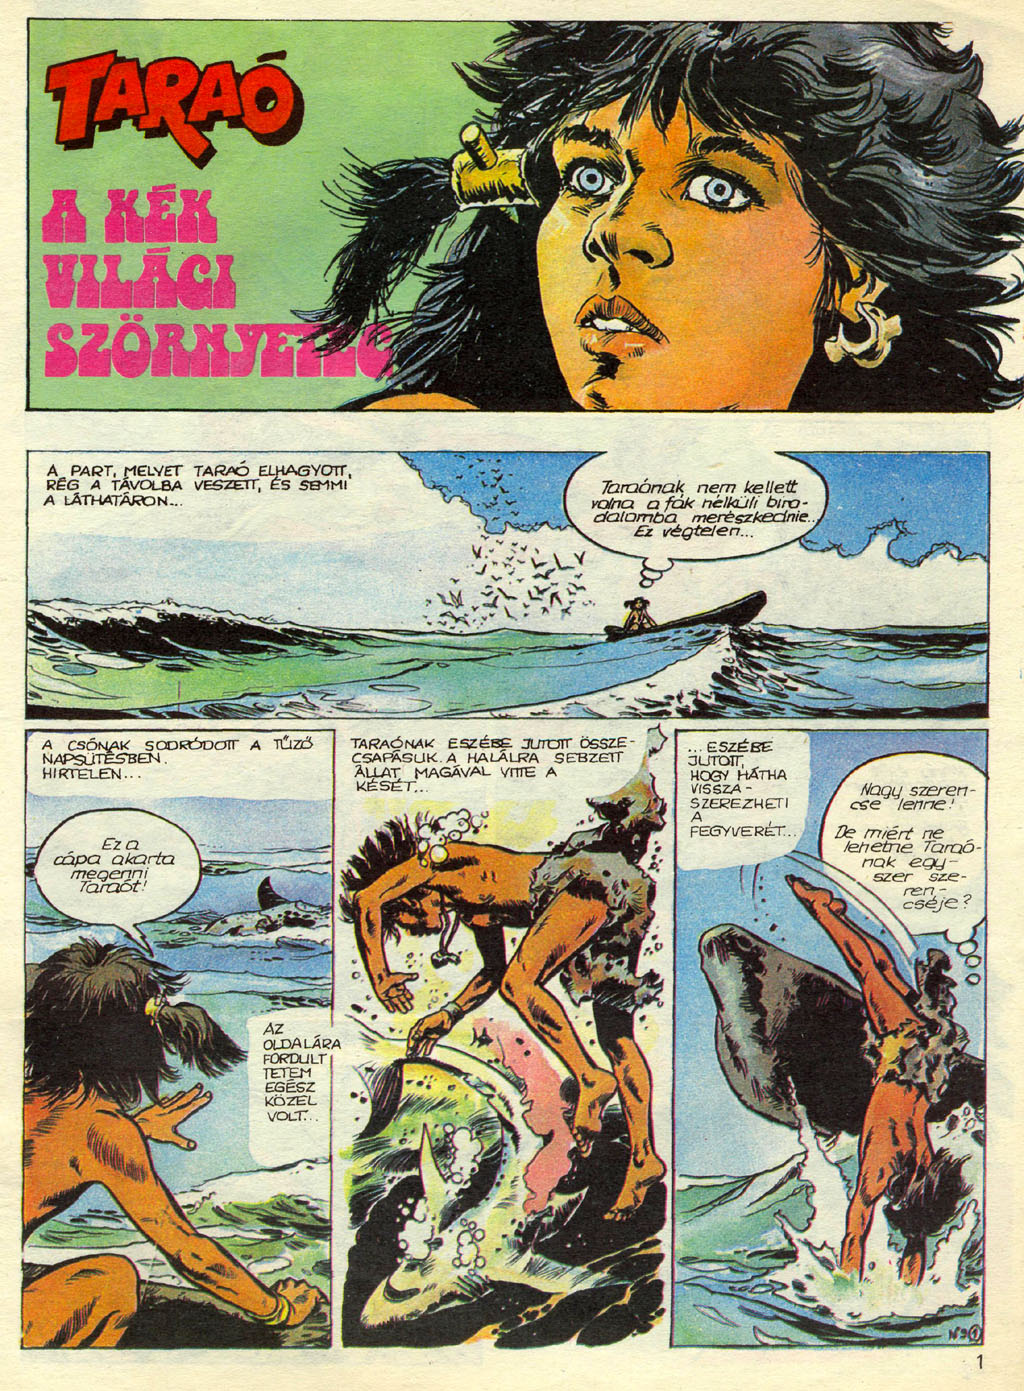 TARAÓ
A KÉK
VILÁGI
SZÖRNYETEG
A PART, MELYET TARAÓ ELHAGYOTT,
RÉG A TÁVOLBA VESZETT, ÉS SEMMI
A LÁTHATÁRON...
Taraónak nem kellett
volna a fák nélküli biro
dalomba merészkednie...
Ez végtelen...
A CSÓNAK SODRÓDOTT A TŰZŐ
NAPSÜTÉSBEN.
HIRTELEN...
Ez a
cápa akarta
megenni
Taraót!
AZ
OLDALÁRA
FORDULT
TETEM
EGÉSZ
KÖZEL
VOLT...
TARAÓNAK ESZÉBE JUTOTT ÖSSZE-
CSAPÁSUK. A HALÁLRA SEBZETT
ÁLLAT MAGÁVAL VITTE A
KÉSÉT...
... ESZÉBE
JUTOTT,
HOGY HÁTHA
VISSZA-
SZEREZHETI
A
FEGYVERÉT...
Nagy szeren-
cse lenne!
De miért ne
lehetne Taraó-
nak egy-
szer sze-
ren-
cséje?
N°9 1
1